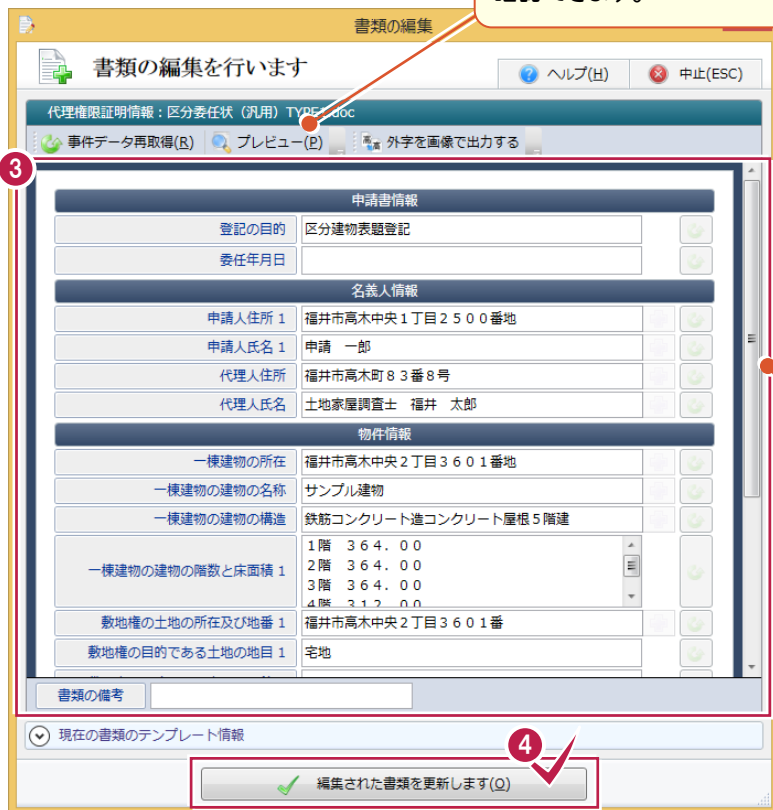 書類の編集
書類の編集を行います
ヘルプ(H)
中止(ESC)
代理権限証明情報：区分委任状（汎用）
事件データ再取得(R)
プレビュー(P)
外字を画像で出力する
3
申請書情報
登記の目的 区分建物表題登記
委任年月日
名義人情報
申請人住所 1 福井市高木中央１丁目２５００番地
申請人氏名 1 申請　一郎
代理人住所 福井市高木町８３番８号
代理人氏名 土地家屋調査士　福井　太郎
物件情報
一棟建物の所在 福井市高木中央２丁目３６０１番地
一棟建物の建物の名称 サンプル建物
一棟建物の建物の構造 鉄筋コンクリート造コンクリート屋根５階建
一棟建物の建物の階数と床面積 1
1階　３６４．００
2階　３６４．００
3階　３６４．００
4階　３１２．００
敷地権の土地の所在及び地番 1 福井市高木中央２丁目３６０１番
敷地権の目的である土地の地目 1 宅地
書類の備考
現在の書類のテンプレート情報
4
編集された書類を更新します(O)